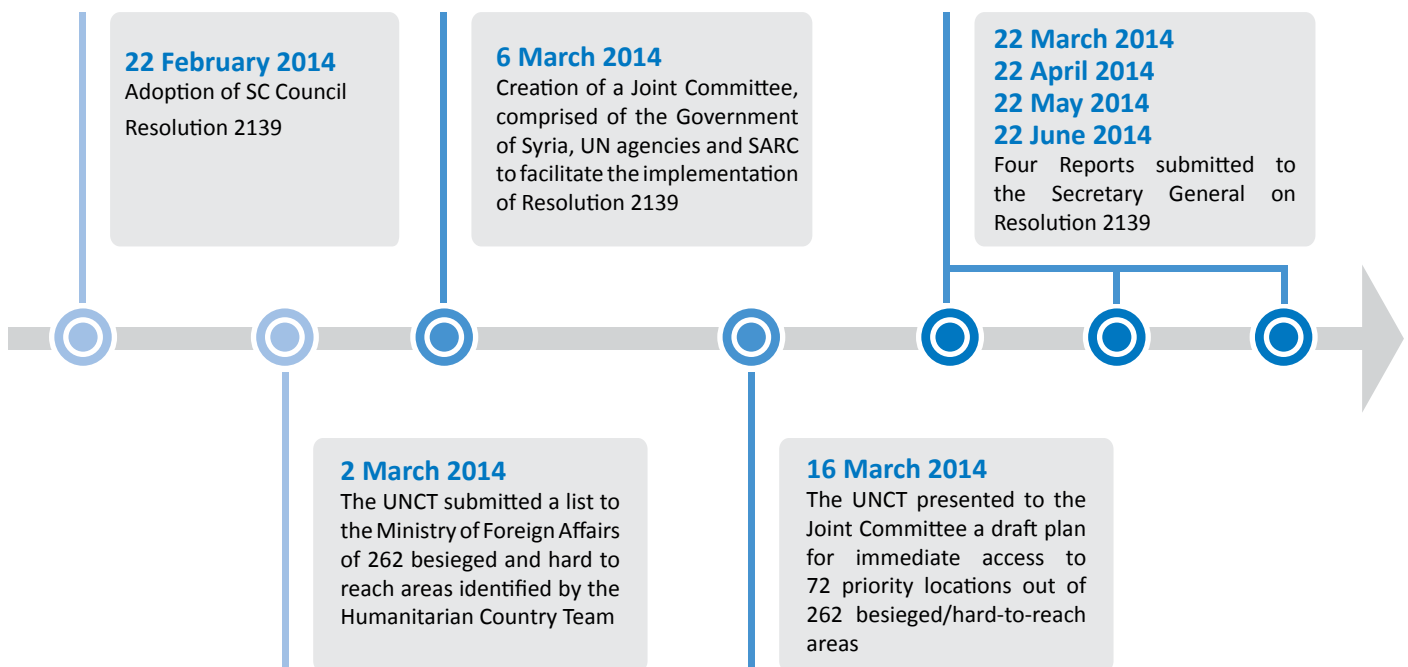 22 February 2014
Adoption of SC Council
Resolution 2139
6 March 2014
Creation of a Joint Committee,
comprised of the Government
of Syria, UN agencies and SARC
to facilitate the implementation
of Resolution 2139
22 March 2014
22 April 2014
22 May 2014
22 June 2014
Four Reports submitted to
the Secretary General on
Resolution 2139
2 March 2014
The UNCT submitted a list to
the Ministry of Foreign Affairs
of 262 besieged and hard to
reach areas identified by the
Humanitarian Country Team
16 March 2014
The UNCT presented to the
Joint Committee a draft plan
for immediate access to
72 priority locations out of
262 besieged/hard-to-reach
areas